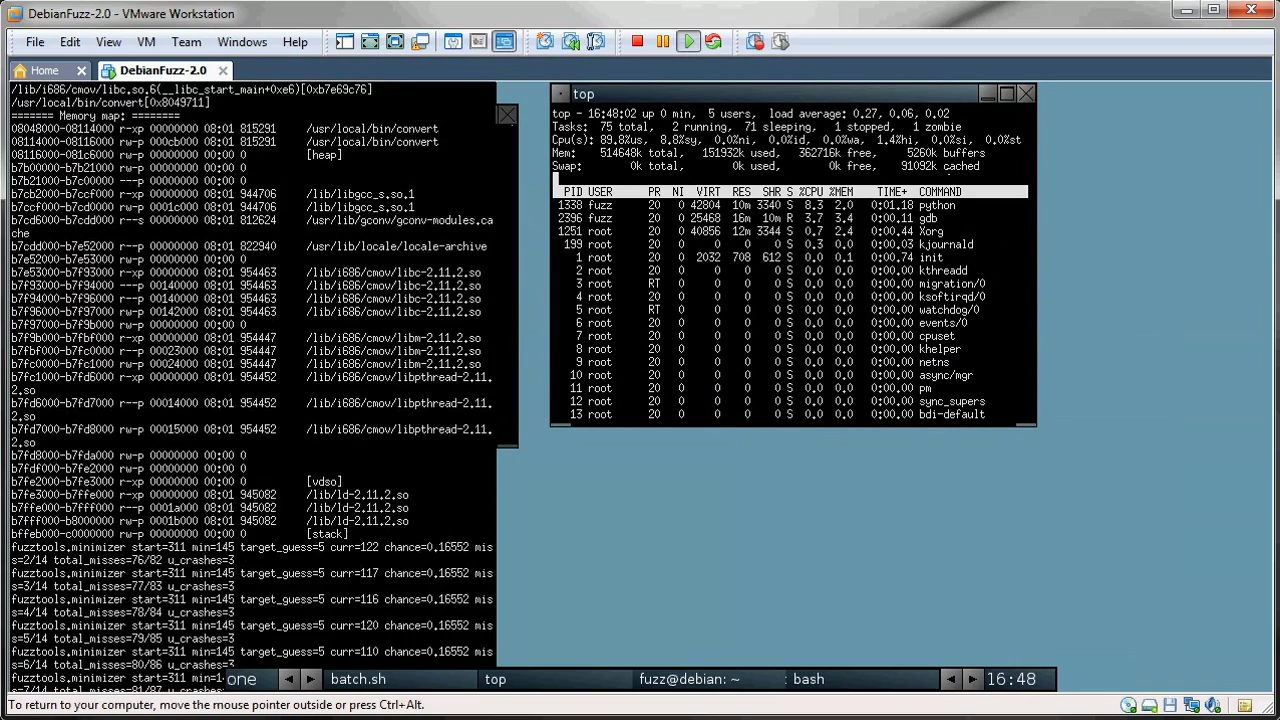 DebianFuzz-2.0 - VMware Workstation
File Edit View VM Team Windows Help
Home DebianFuzz-2.0
/lib/i686/cmov/libc.so.6(__libc_start_main+0xe6)[0xb7e69c76]
/usr/local/bin/convert[0x8049711]
======= Memory map: ========
08048000-08114000 r-xp 00000000 08:01 815291 /usr/local/bin/convert
08114000-08116000 rw-p 000cb000 08:01 815291 /usr/local/bin/convert
08116000-081c6000 rw-p 00000000 00:00 0 [heap]
b7b00000-b7b21000 rw-p 00000000 00:00 0
b7b21000-b7c00000 ---p 00000000 00:00 0
b7cb2000-b7ccf000 r-xp 00000000 08:01 944706 /lib/libgcc_s.so.1
b7ccf000-b7cd0000 rw-p 0001c000 08:01 944706 /lib/libgcc_s.so.1
b7cd6000-b7cdd000 r--s 00000000 08:01 812624 /usr/lib/gconv/gconv-modules.ca
che
b7cdd000-b7e52000 r--p 00000000 08:01 822940 /usr/lib/locale/locale-archive
b7e52000-b7e53000 rw-p 00000000 00:00 0
b7e53000-b7f93000 r-xp 00000000 08:01 954463 /lib/i686/cmov/libc-2.11.2.so
b7f93000-b7f94000 ---p 00140000 08:01 954463 /lib/i686/cmov/libc-2.11.2.so
b7f94000-b7f96000 r--p 00140000 08:01 954463 /lib/i686/cmov/libc-2.11.2.so
b7f96000-b7f97000 rw-p 00142000 08:01 954463 /lib/i686/cmov/libc-2.11.2.so
b7f97000-b7f9b000 rw-p 00000000 00:00 0
b7f9b000-b7fbf000 r-xp 00000000 08:01 954447 /lib/i686/cmov/libm-2.11.2.so
b7fbf000-b7fc0000 r--p 00023000 08:01 954447 /lib/i686/cmov/libm-2.11.2.so
b7fc0000-b7fc1000 rw-p 00024000 08:01 954447 /lib/i686/cmov/libm-2.11.2.so
b7fc1000-b7fd6000 r-xp 00000000 08:01 954452 /lib/i686/cmov/libpthread-2.11.
2.so
b7fd6000-b7fd7000 r--p 00014000 08:01 954452 /lib/i686/cmov/libpthread-2.11.
2.so
b7fd7000-b7fd8000 rw-p 00015000 08:01 954452 /lib/i686/cmov/libpthread-2.11.
2.so
b7fd8000-b7fda000 rw-p 00000000 00:00 0
b7fdf000-b7fe2000 rw-p 00000000 00:00 0
b7fe2000-b7fe3000 r-xp 00000000 00:00 0 [vdso]
b7fe3000-b7ffe000 r-xp 00000000 08:01 945082 /lib/ld-2.11.2.so
b7ffe000-b7fff000 r--p 0001a000 08:01 945082 /lib/ld-2.11.2.so
b7fff000-b8000000 rw-p 0001b000 08:01 945082 /lib/ld-2.11.2.so
bffeb000-c0000000 rw-p 00000000 00:00 0 [stack]
fuzztools.minimizer start=311 min=145 target_guess=5 curr=122 chance=0.16552 mis
s=2/14 total_misses=76/82 u_crashes=3
fuzztools.minimizer start=311 min=145 target_guess=5 curr=117 chance=0.16552 mis
s=3/14 total_misses=77/83 u_crashes=3
fuzztools.minimizer start=311 min=145 target_guess=5 curr=116 chance=0.16552 mis
s=4/14 total_misses=78/84 u_crashes=3
fuzztools.minimizer start=311 min=145 target_guess=5 curr=120 chance=0.16552 mis
s=5/14 total_misses=79/85 u_crashes=3
fuzztools.minimizer start=311 min=145 target_guess=5 curr=110 chance=0.16552 mis
s=6/14 total_misses=80/86 u_crashes=3
fuzztools.minimizer
s=7/14 total_misses=81/87
top
top - 16:48:02 up 0 min, 5 users, load average: 0.27, 0.06, 0.02
Tasks: 75 total, 2 running, 71 sleeping, 1 stopped, 1 zombie
Cpu(s): 89.8%us, 8.8%sy, 0.0%ni, 0.0%id, 0.0%wa, 1.4%hi, 0.0%si, 0.0%st
Mem: 514648k total, 151932k used, 362716k free, 5260k buffers
Swap: 0k total, 0k used, 0k free, 91092k cached
PID USER PR NI VIRT RES SHR S %CPU %MEM TIME+ COMMAND
1338 fuzz 20 0 42804 10m 3340 S 8.3 2.0 0:01.18 python
2396 fuzz 20 0 25468 16m 10m R 3.7 3.4 0:00.11 gdb
1251 root 20 0 40856 12m 3344 S 0.7 2.4 0:00.44 Xorg
199 root 20 0 0 0 0 S 0.3 0.0 0:00.03 kjournald
1 root 20 0 2032 708 612 S 0.0 0.1 0:00.74 init
2 root 20 0 0 0 0 S 0.0 0.0 0:00.00 kthreadd
3 root RT 0 0 0 0 S 0.0 0.0 0:00.00 migration/0
4 root 20 0 0 0 0 S 0.0 0.0 0:00.00 ksoftirqd/0
5 root RT 0 0 0 0 S 0.0 0.0 0:00.00 watchdog/0
6 root 20 0 0 0 0 S 0.0 0.0 0:00.00 events/0
7 root 20 0 0 0 0 S 0.0 0.0 0:00.00 cpuset
8 root 20 0 0 0 0 S 0.0 0.0 0:00.00 khelper
9 root 20 0 0 0 0 S 0.0 0.0 0:00.00 netns
10 root 20 0 0 0 0 S 0.0 0.0 0:00.00 async/mgr
11 root 20 0 0 0 0 S 0.0 0.0 0:00.00 pm
12 root 20 0 0 0 0 S 0.0 0.0 0:00.00 sync_supers
13 root 20 0 0 0 0 S 0.0 0.0 0:00.00 bdi-default
one batch.sh top fuzz@debian: ~ : bash 16:48
To return to your computer, move the mouse pointer outside or press Ctrl+Alt.